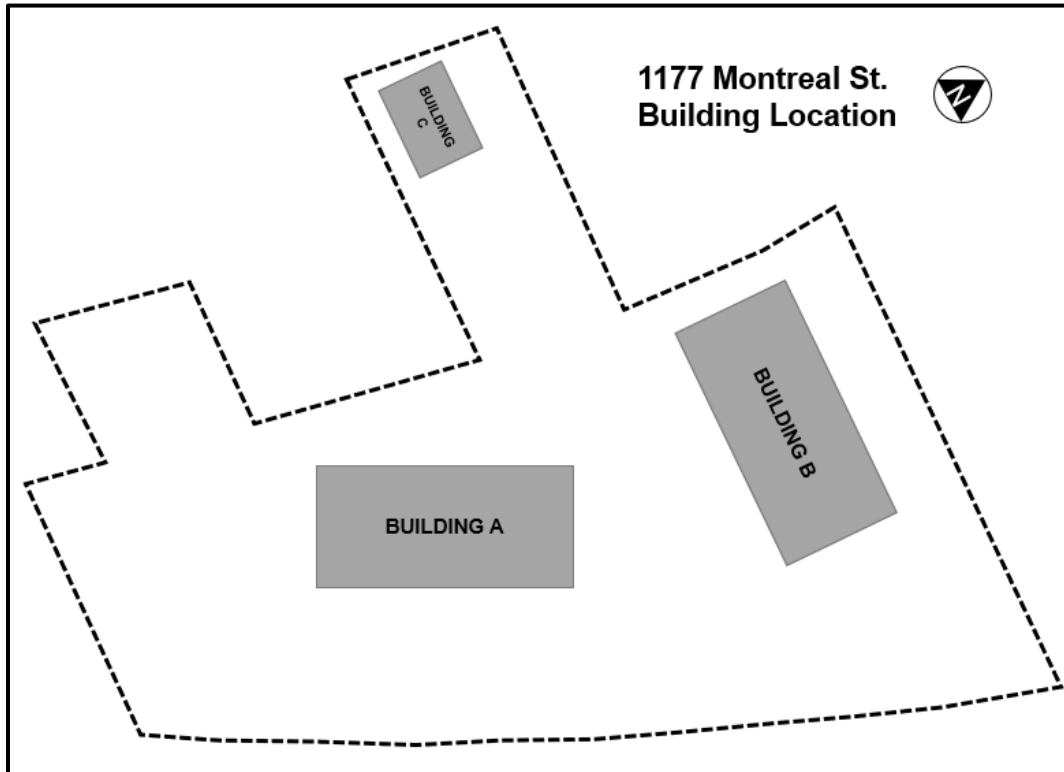 1177 Montreal St.
Building Location
N
BUILDING
C
BUILDING B
BUILDING A